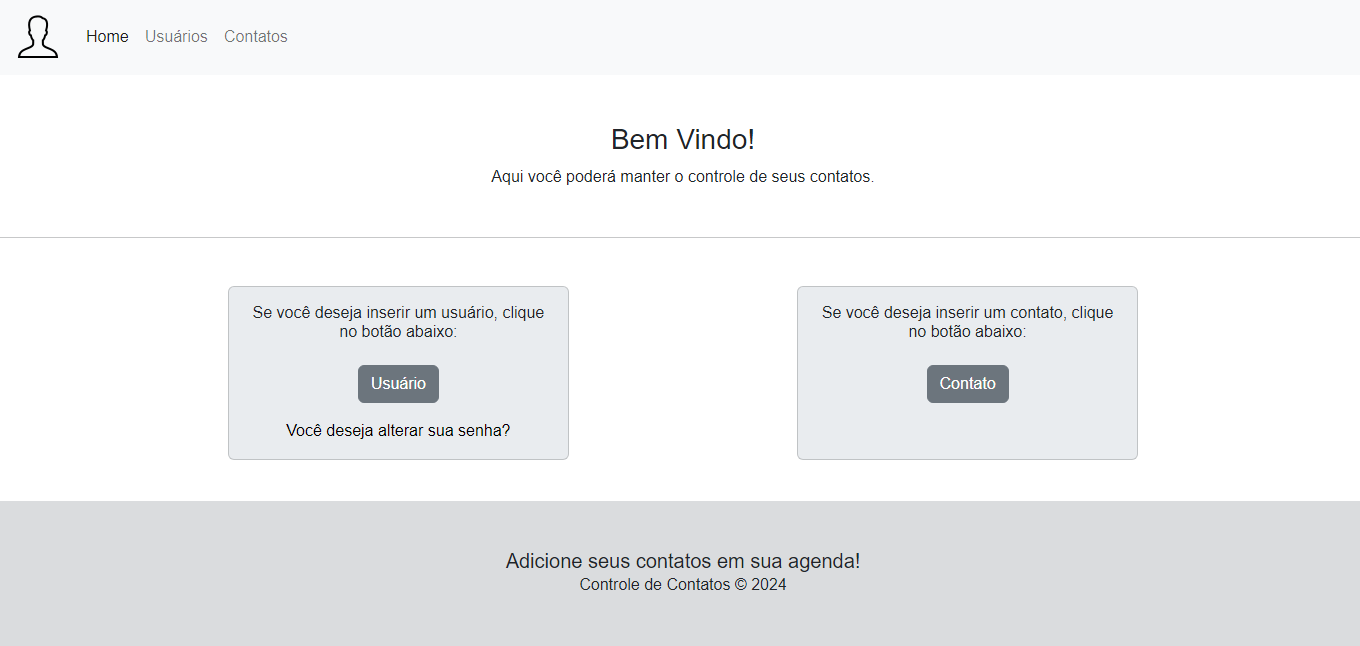 Home Usuários Contatos
Bem Vindo!
Aqui você poderá manter o controle de seus contatos.
Se você deseja inserir um usuário, clique
no botão abaixo:
Usuário
Você deseja alterar sua senha?
Se você deseja inserir um contato, clique
no botão abaixo:
Contato
Adicione seus contatos em sua agenda!
Controle de Contatos © 2024